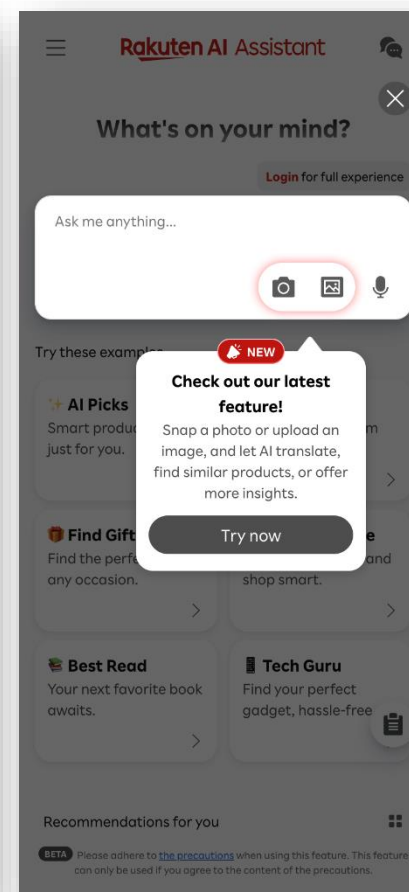 Rakuten AI Assistant
What's on your mind?
Login for full experience
Ask me anything...
Try these examples
NEW
Check out our latest
feature!
Snap a photo or upload an
image, and let AI translate,
find similar products, or offer
more insights.
Try now
✨ AI Picks
Smart
just for you.
🎁 Find Gift
Find the
any occasion.
and
shop smart.
📚 Best Read
Your next favorite book
awaits.
📱 Tech Guru
Find your perfect
gadget, hassle-free
Recommendations for you
BETA Please adhere to the precautions when using this feature. This feature
can only be used if you agree to the content of the precautions.